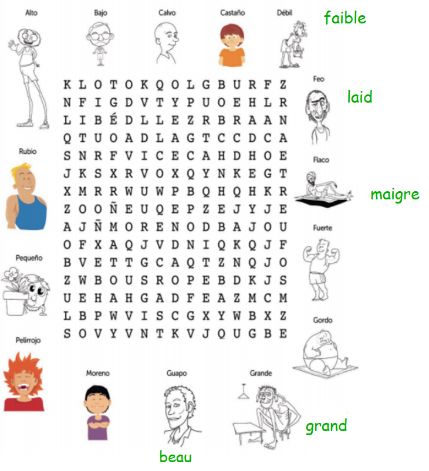 Alto Bajo Calvo Castaño Débil faible
K L O T O K Q O L G B U R F Z
N F I G D V T Y P U O E H L R
L I B É D L L E Z R B R A A N
Q T U O A D L A G T C C D C A
S N R F V I C E C A H D H O E
J K S X R V O X Q Y N K E G T
X M R R W U W P B Q H Q H K R
Z O O Ñ E U Q E P Z E J Y J E
A J Ñ M O R E N O D B A J O U
O F X A Q J V D N I Q K Q J F
B V E T T G C A Q T Z N Q J O
Z W B O U S R O P E B D K J S
U E H A H G A D F E A Z M C M
L B P W V I S C G X Y W B X Z
S O V Y V N T K V J Q U G B E
Feo laid
Rubio
Flaco maigre
Fuerte
Pequeño
Gordo
Pelirrojo
Moreno Guapo Grande
grand
beau